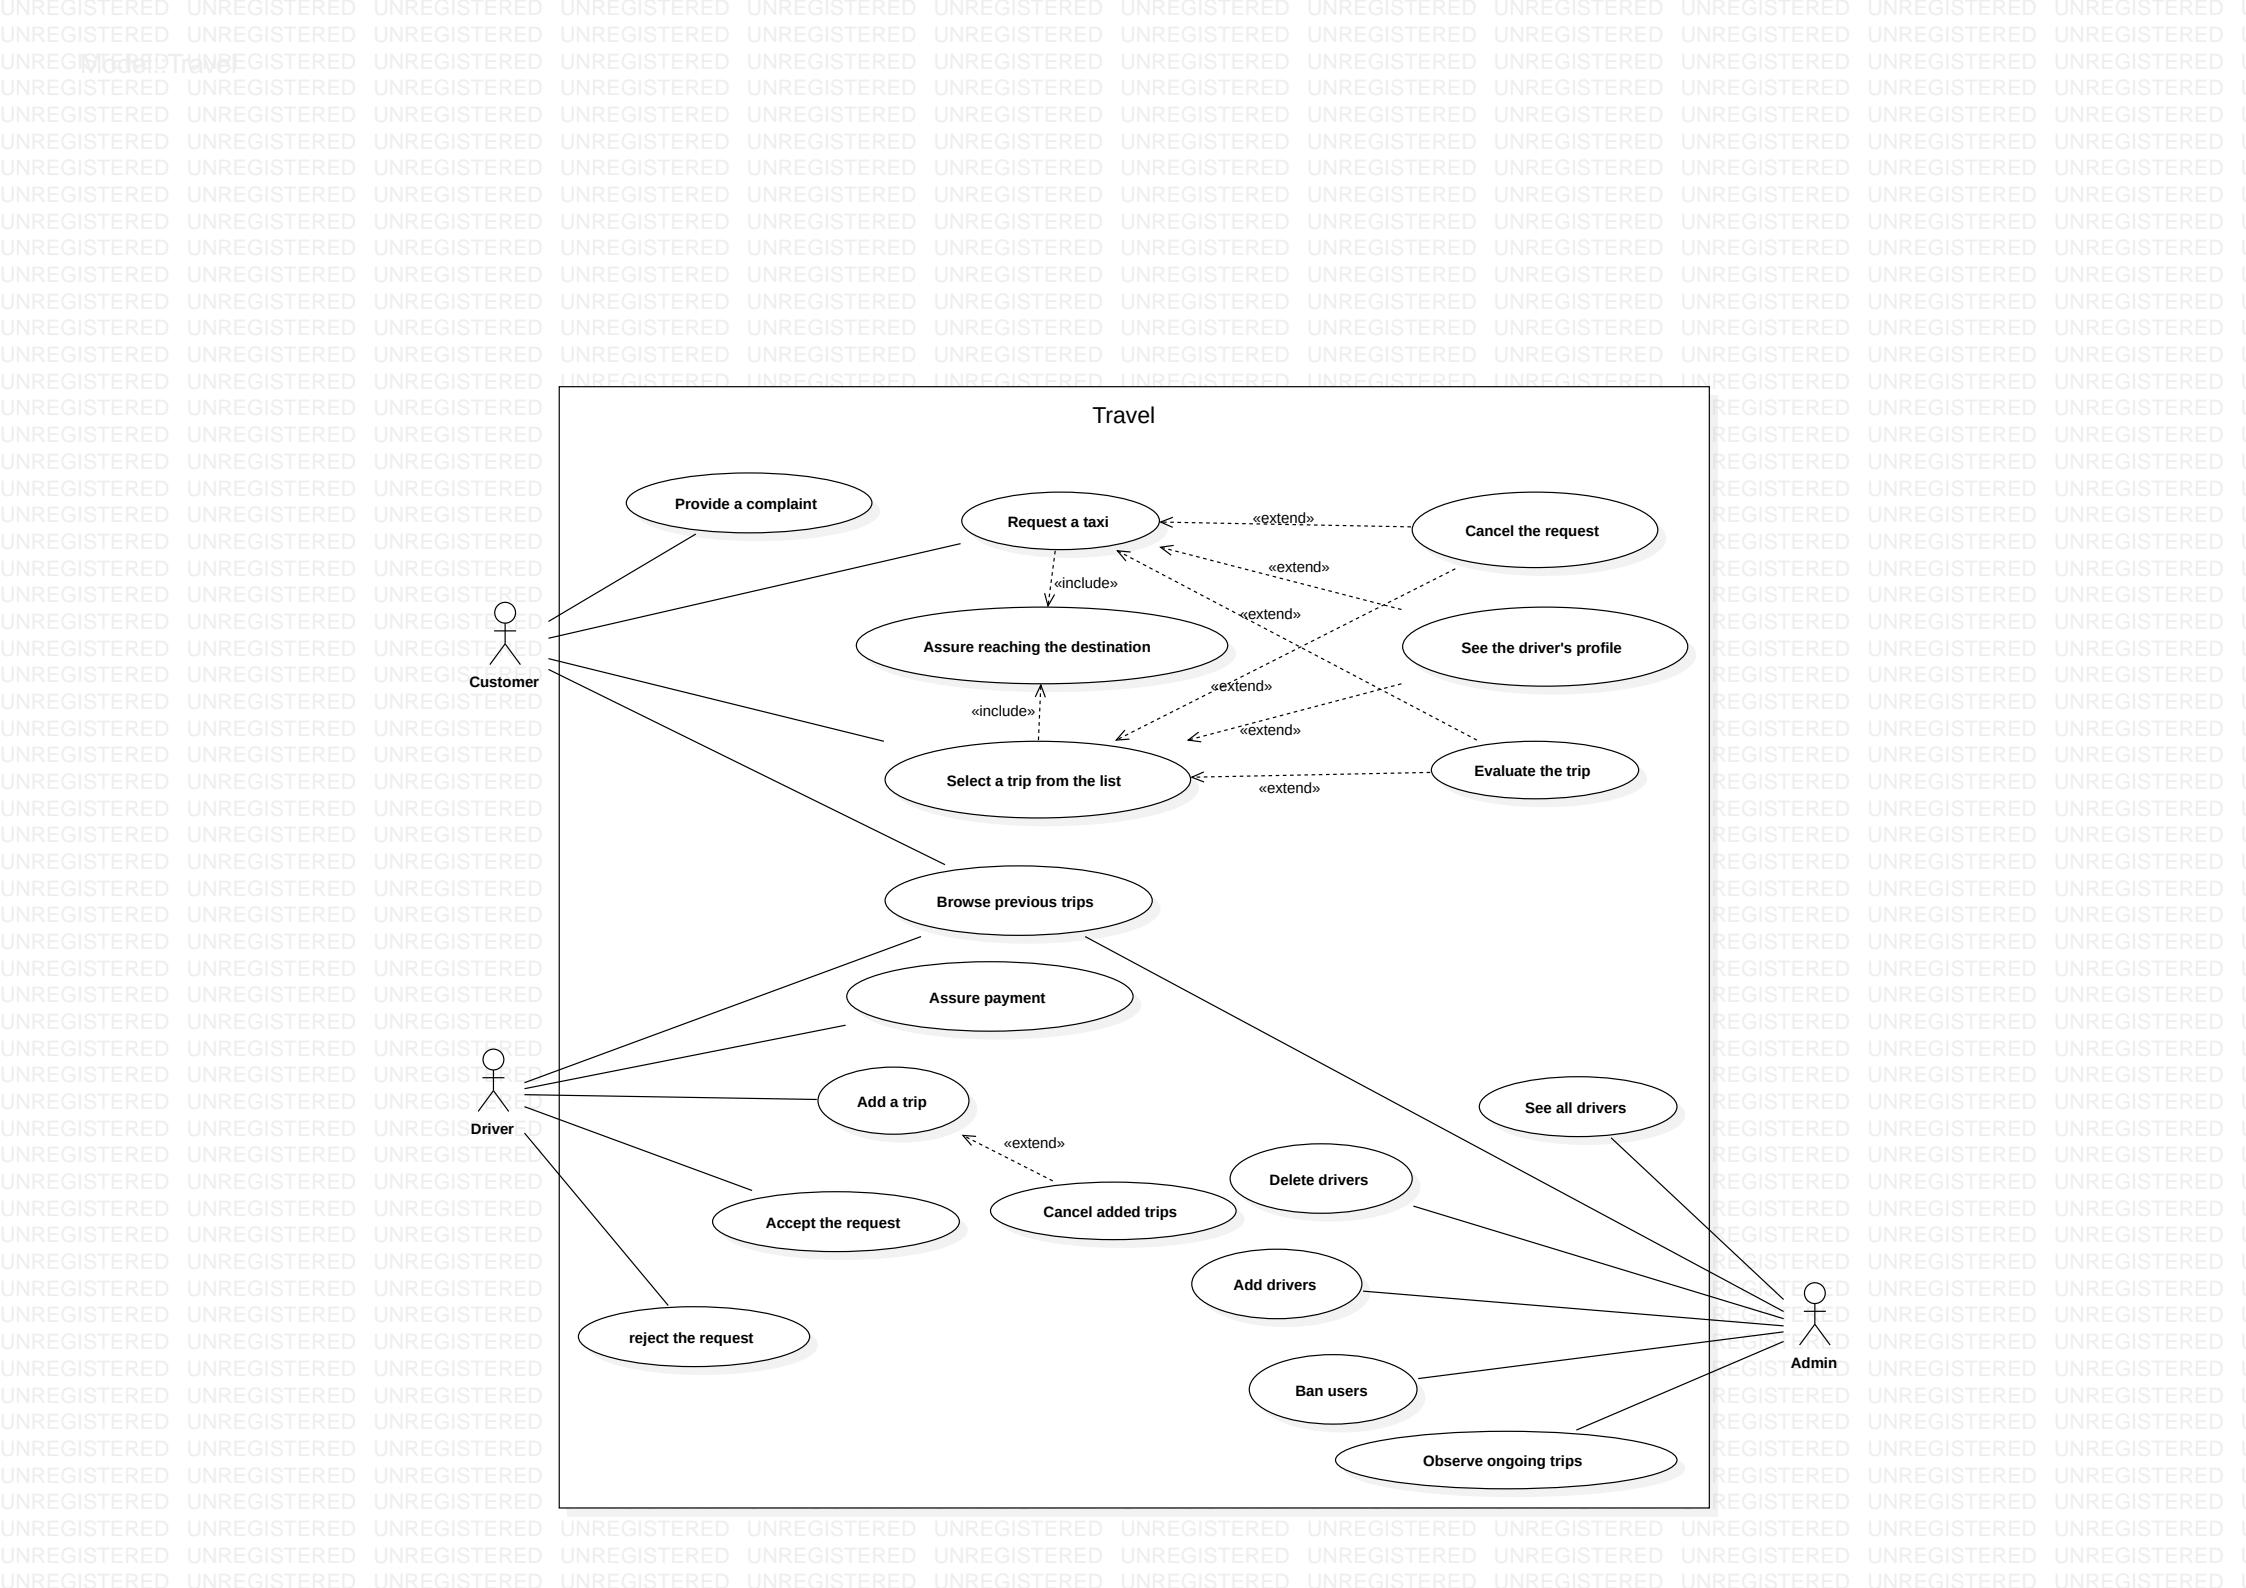 Model::Travel
Travel
Provide a complaint
Request a taxi
«extend»
Cancel the request
«extend»
«include»
«extend»
Assure reaching the destination
See the driver's profile
Customer
«extend»
«include»
«extend»
Select a trip from the list
Evaluate the trip
«extend»
Browse previous trips
Assure payment
Add a trip
See all drivers
Driver
«extend»
Delete drivers
Accept the request
Cancel added trips
Add drivers
reject the request
Admin
Ban users
Observe ongoing trips
UNREGISTERED